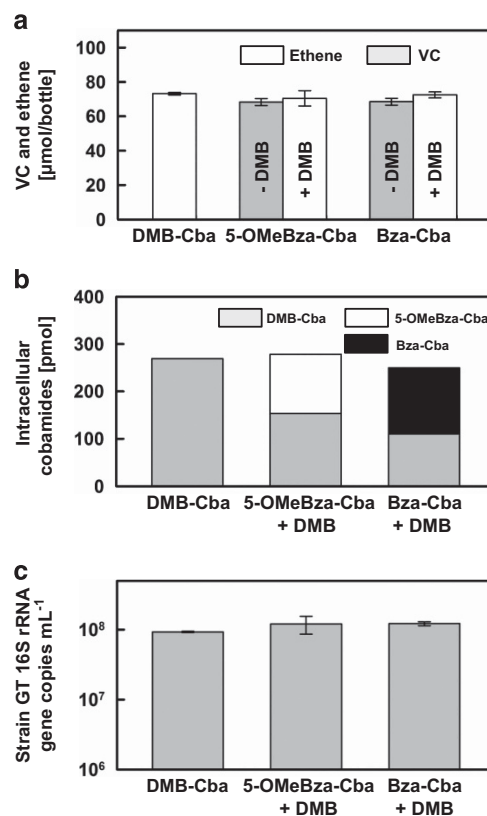 a
VC and ethene
[µmol/bottle]
100
80
60
40
20
0
Ethene
VC
- DMB
+ DMB
- DMB
+ DMB
DMB-Cba
5-OMeBza-Cba
Bza-Cba
b
Intracellular
cobamides [pmol]
400
300
200
100
0
DMB-Cba
5-OMeBza-Cba
Bza-Cba
DMB-Cba
5-OMeBza-Cba
+ DMB
Bza-Cba
+ DMB
c
Strain GT 16S rRNA
gene copies mL⁻¹
10⁸
10⁷
10⁶
DMB-Cba
5-OMeBza-Cba
+ DMB
Bza-Cba
+ DMB